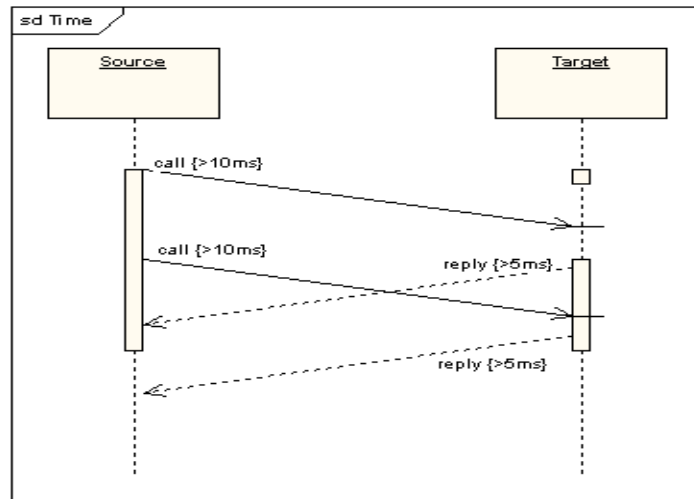 sd Time
Source
Target
call {>10ms}
call {>10ms}
reply {>5ms}
reply {>5ms}